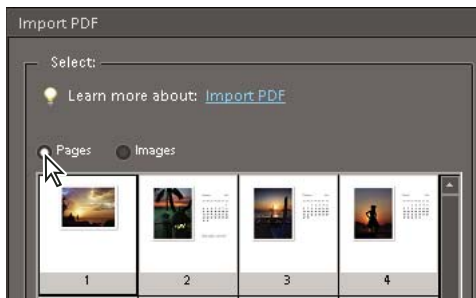 Import PDF
Select:
Learn more about: Import PDF
Pages Images
1 2 3 4